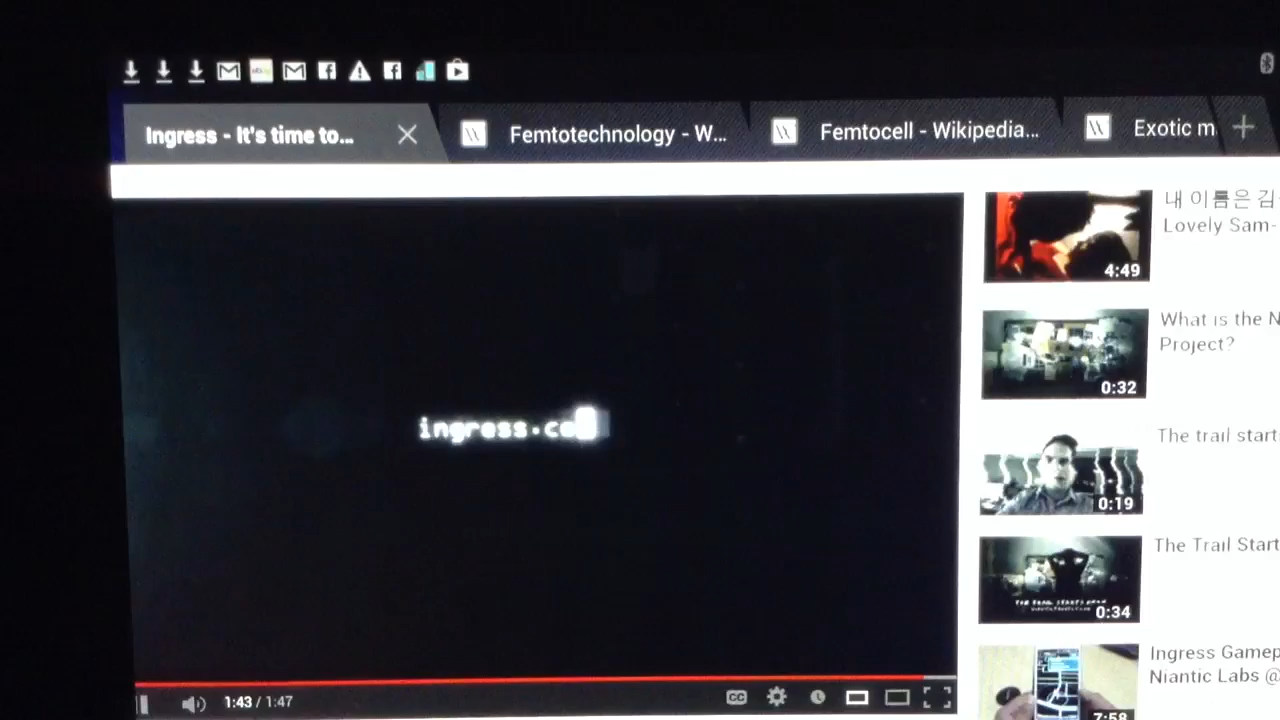 Ingress - It's time to...
Femtotechnology - W...
Femtocell - Wikipedia...
Exotic m
내 이름은 김
Lovely Sam-
4:49
ingress.co
What is the N
Project?
0:32
The trail start
0:19
The Trail Start
0:34
Ingress Gamep
Niantic Labs @
7:58
1:43 / 1:47
CC